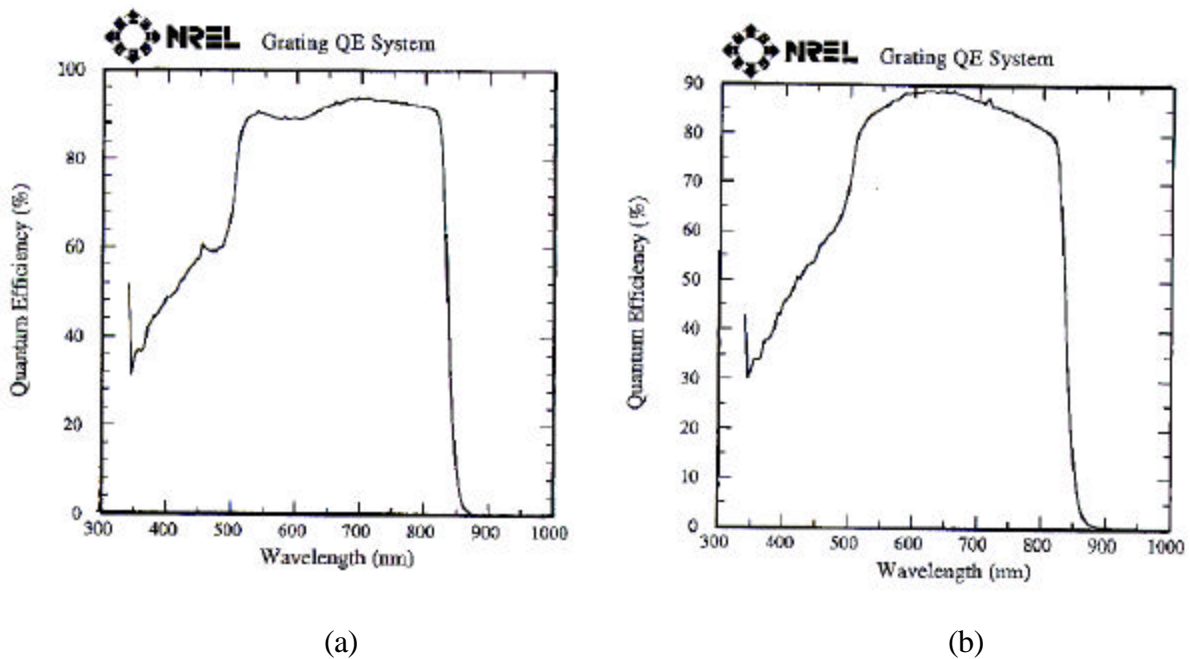 NREL Grating QE System
100
80
60
40
20
0
300 400 500 600 700 800 900 1000
Quantum Efficiency (%)
Wavelength (nm)
(a)
NREL Grating QE System
90
80
70
60
50
40
30
20
10
0
300 400 500 600 700 800 900 1000
Quantum Efficiency (%)
Wavelength (nm)
(b)